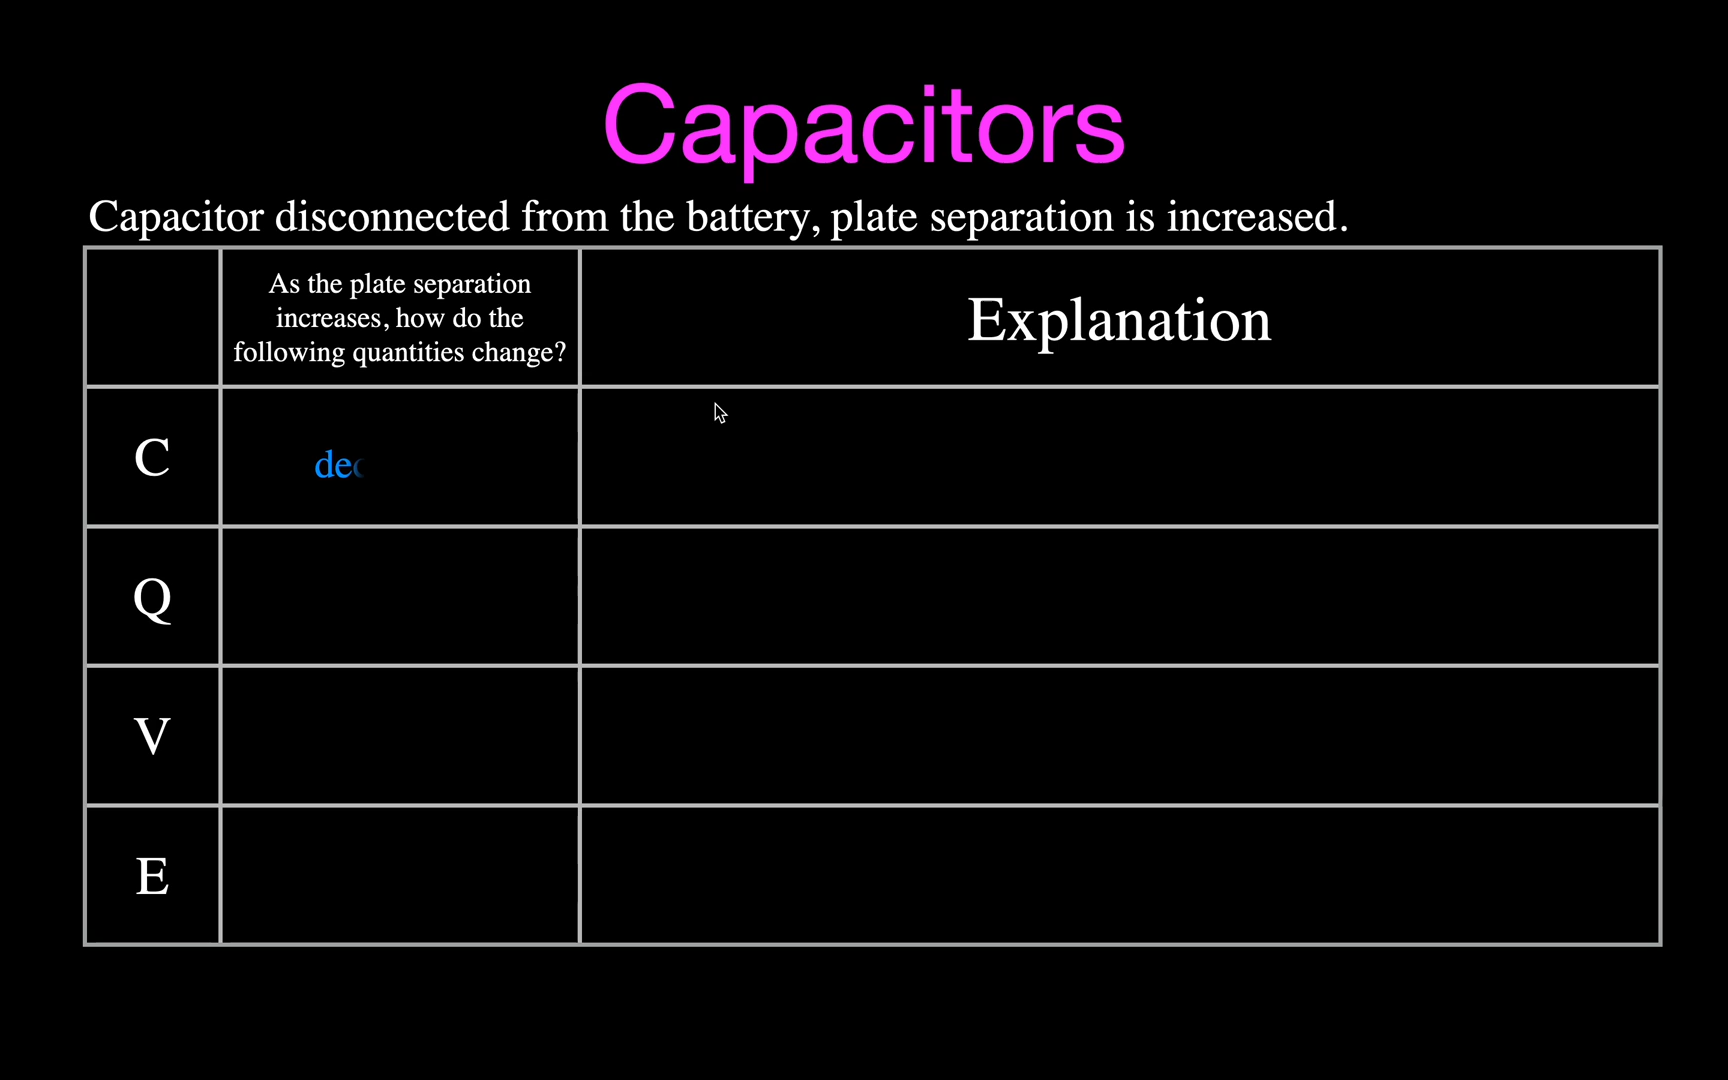 Capacitors
Capacitor disconnected from the battery, plate separation is increased.
As the plate separation
increases, how do the
following quantities change?
Explanation
C
dec
Q
V
E